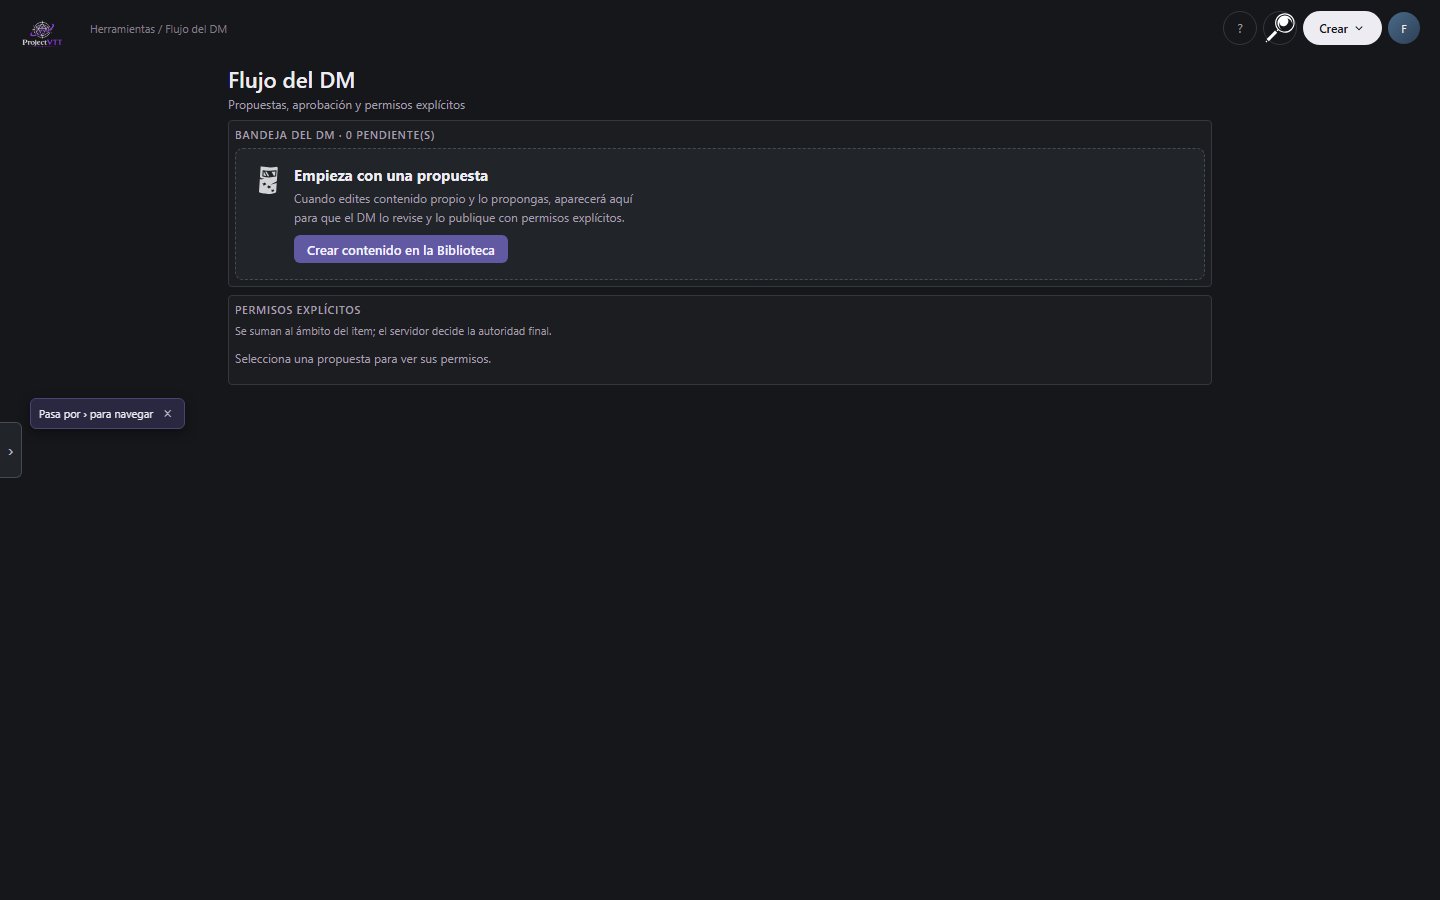 ProjectVTT
Herramientas / Flujo del DM
?
Crear
F
Flujo del DM
Propuestas, aprobación y permisos explícitos
BANDEJA DEL DM · 0 PENDIENTE(S)
Empieza con una propuesta
Cuando edites contenido propio y lo propongas, aparecerá aquí
para que el DM lo revise y lo publique con permisos explícitos.
Crear contenido en la Biblioteca
PERMISOS EXPLÍCITOS
Se suman al ámbito del item; el servidor decide la autoridad final.
Selecciona una propuesta para ver sus permisos.
Pasa por › para navegar ×
›